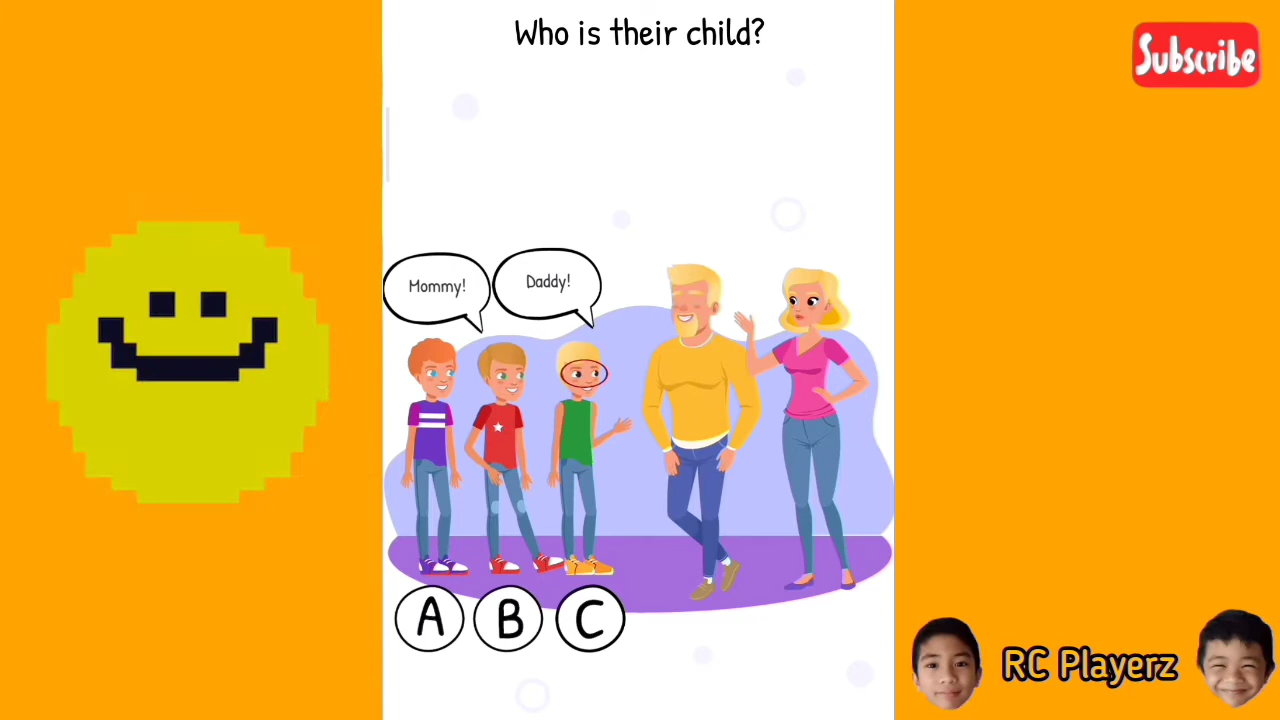 Who is their child?
Subscribe
Mommy!
Daddy!
A B C
RC Playerz